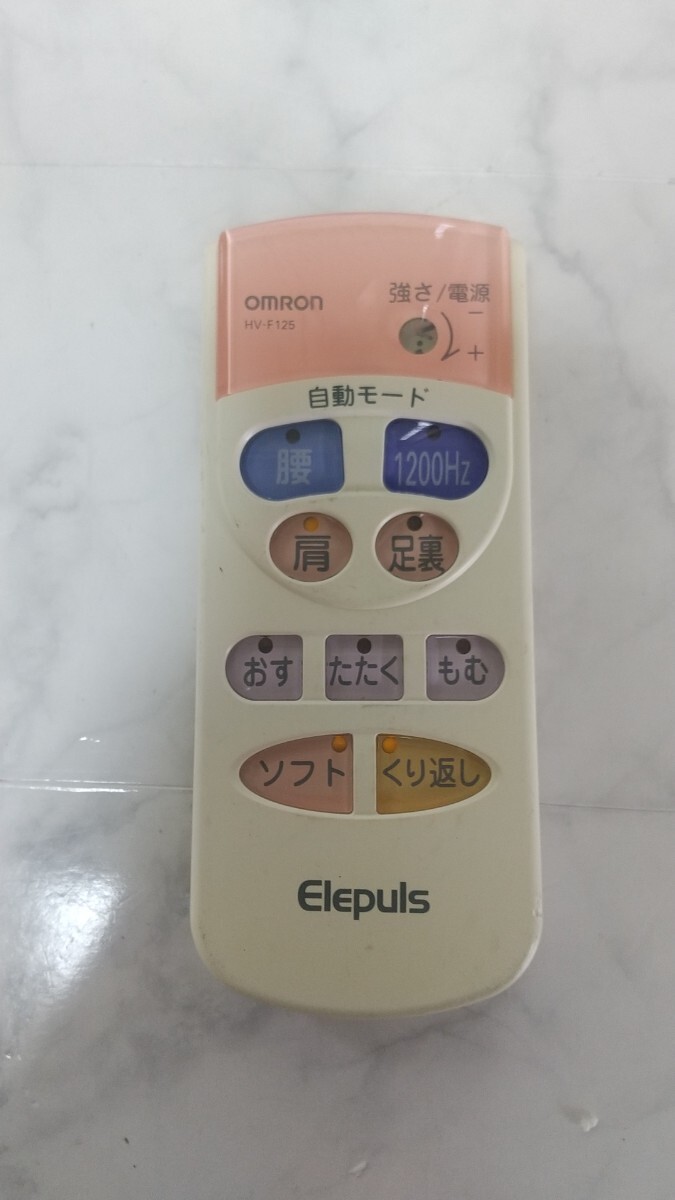 OMRON
HV-F125
強さ/電源
−
+
自動モード
腰
1200Hz
肩
足裏
おす
たたく
もむ
ソフト
くり返し
Elepuls